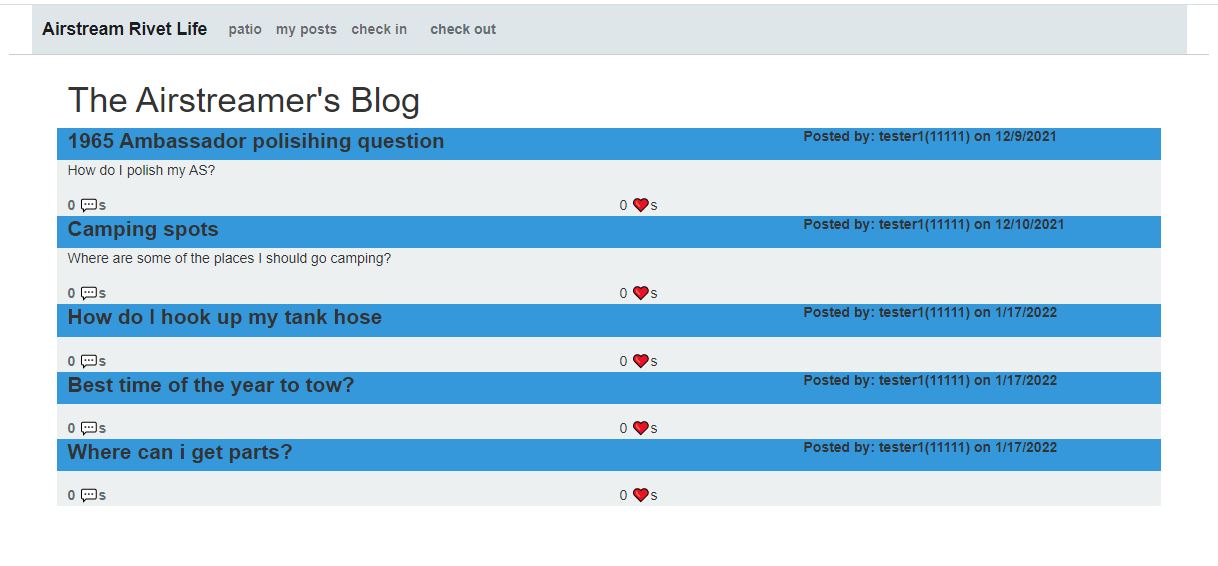 Airstream Rivet Life patio my posts check in check out
The Airstreamer's Blog
1965 Ambassador polisihing question Posted by: tester1(11111) on 12/9/2021
How do I polish my AS?
0 s 0 s
Camping spots Posted by: tester1(11111) on 12/10/2021
Where are some of the places I should go camping?
0 s 0 s
How do I hook up my tank hose Posted by: tester1(11111) on 1/17/2022
0 s 0 s
Best time of the year to tow? Posted by: tester1(11111) on 1/17/2022
0 s 0 s
Where can i get parts? Posted by: tester1(11111) on 1/17/2022
0 s 0 s